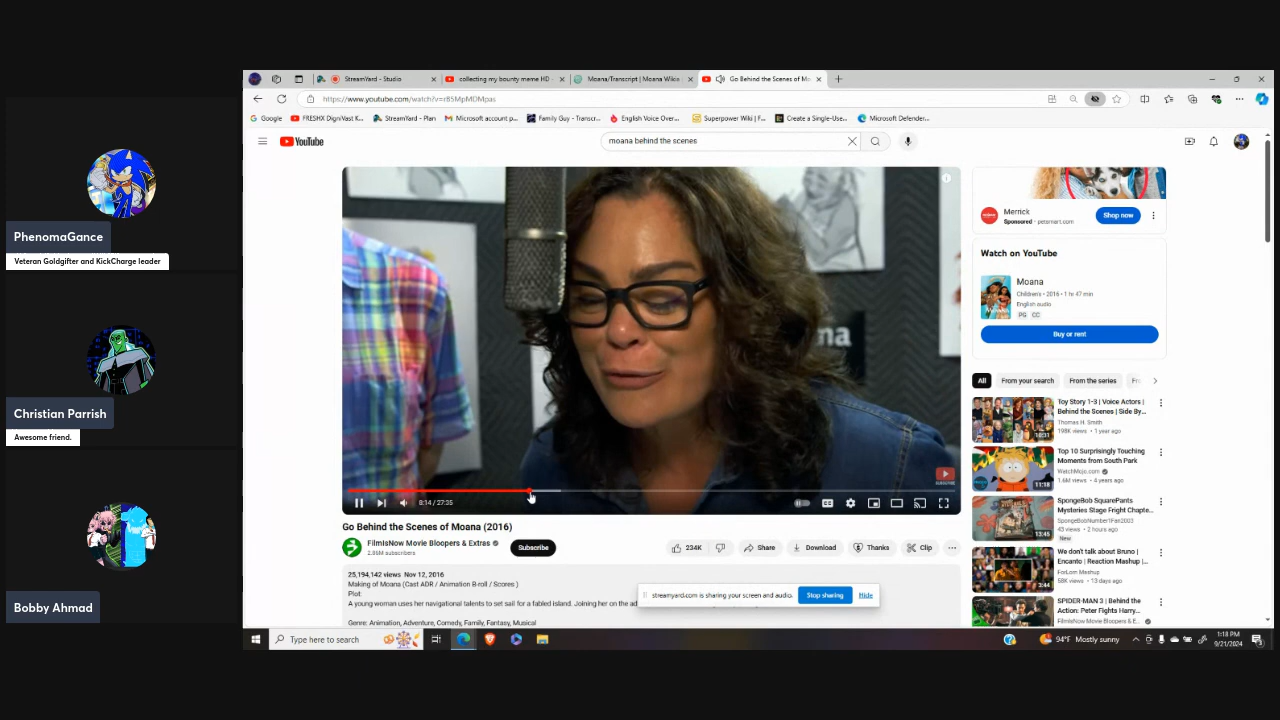 PhenomaGance
Veteran Goldgifter and KickCharge leader
Christian Parrish
Awesome friend.
Bobby Ahmad
StreamYard - Studio
collecting my bounty meme HD -
Moana/Transcript | Moana Wikia
Go Behind the Scenes of Mo
https://www.youtube.com/watch?v=r85MpMDMpas
Google
FRESHX DigniVast K...
StreamYard + Plan
Microsoft account p...
Family Guy - Transcr...
English Voice Over...
Superpower Wiki | F...
Create a Single-Use...
Microsoft Defender...
YouTube
moana behind the scenes
8:14 / 27:35
SUBSCRIBE
Go Behind the Scenes of Moana (2016)
FilmIsNow Movie Bloopers & Extras
Subscribe
234K
Share
Download
Thanks
Clip
25,194,142 views Nov 12, 2016
Making of Moana (Cast ADR / Animation B-roll / Scores )
Plot:
A young woman uses her navigational talents to set sail for a fabled island. Joining her on the ad
Genre: Animation, Adventure, Comedy, Family, Fantasy, Musical
streamyard.com is sharing your screen and audio.
Stop sharing
Hide
Merrick
Sponsored • petsmart.com
Shop now
Watch on YouTube
Moana
Children's • 2016 • 1 hr 47 min
English audio
PG CC
Buy or rent
All
From your search
From the series
Toy Story 1-3 | Voice Actors |
Behind the Scenes | Side By...
Thomas H. Smith
198K views • 1 year ago
Top 10 Surprisingly Touching
Moments from South Park
WatchMojo.com
1.6M views • 4 years ago
11:18
SpongeBob SquarePants
Mysteries Stage Fright Chapte...
SpongeBobNumber1Fan2003
43 views • 2 hours ago
New
13:45
We don't talk about Bruno |
Encanto | Reaction Mashup |...
58K views • 13 days ago
3:44
SPIDER-MAN 3 | Behind the
Action: Peter Fights Harry...
FilmIsNow Movie Bloopers & E...
Type here to search
94°F Mostly sunny
1:18 PM
9/21/2024